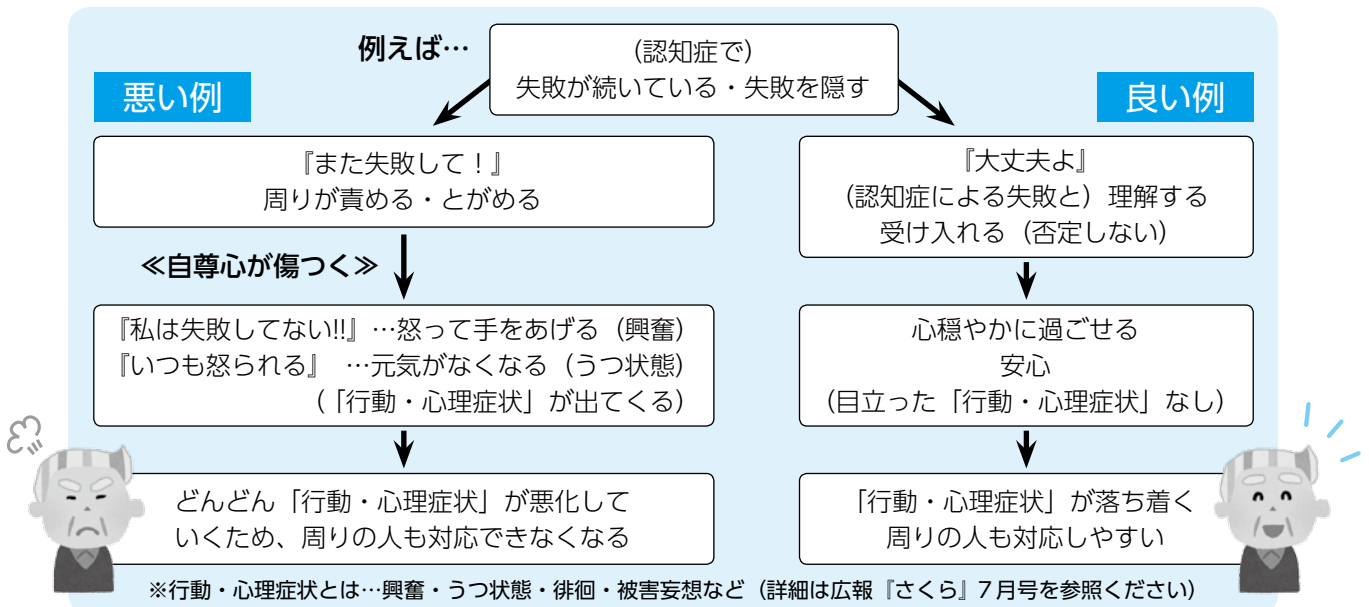 例えば…
(認知症で)
失敗が続いている・失敗を隠す
悪い例
『また失敗して！』
周りが責める・とがめる
≪自尊心が傷つく≫
『私は失敗してない!!』…怒って手をあげる（興奮）
『いつも怒られる』 …元気がなくなる（うつ状態）
（「行動・心理症状」が出てくる）
どんどん「行動・心理症状」が悪化して
いくため、周りの人も対応できなくなる
良い例
『大丈夫よ』
（認知症による失敗と）理解する
受け入れる（否定しない）
心穏やかに過ごせる
安心
（目立った「行動・心理症状」なし）
「行動・心理症状」が落ち着く
周りの人も対応しやすい
※行動・心理症状とは…興奮・うつ状態・徘徊・被害妄想など（詳細は広報『さくら』７月号を参照ください）